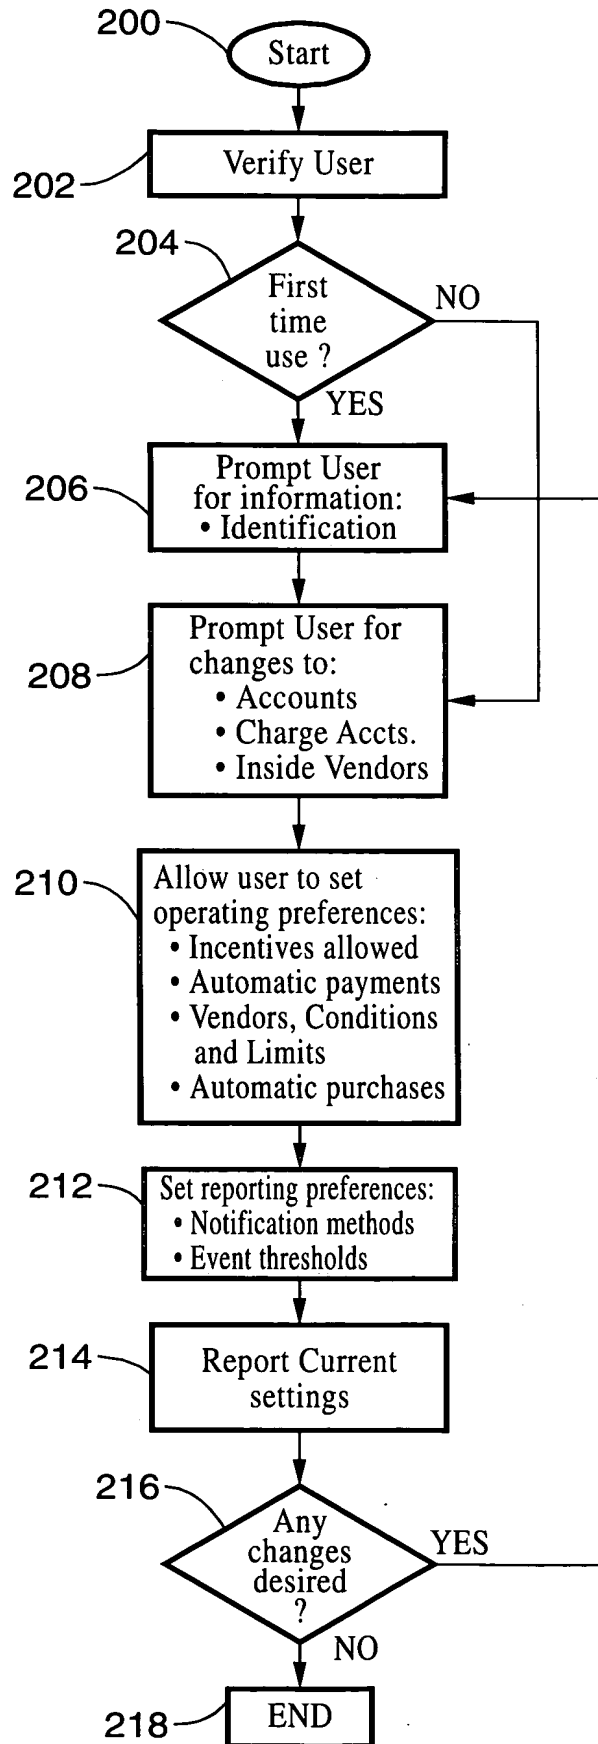 200
Start
202
Verify User
204
First
time
use ?
NO
YES
206
Prompt User
for information:
• Identification
208
Prompt User for
changes to:
• Accounts
• Charge Accts.
• Inside Vendors
210
Allow user to set
operating preferences:
• Incentives allowed
• Automatic payments
• Vendors, Conditions
and Limits
• Automatic purchases
212
Set reporting preferences:
• Notification methods
• Event thresholds
214
Report Current
settings
216
Any
changes
desired
?
YES
NO
218
END